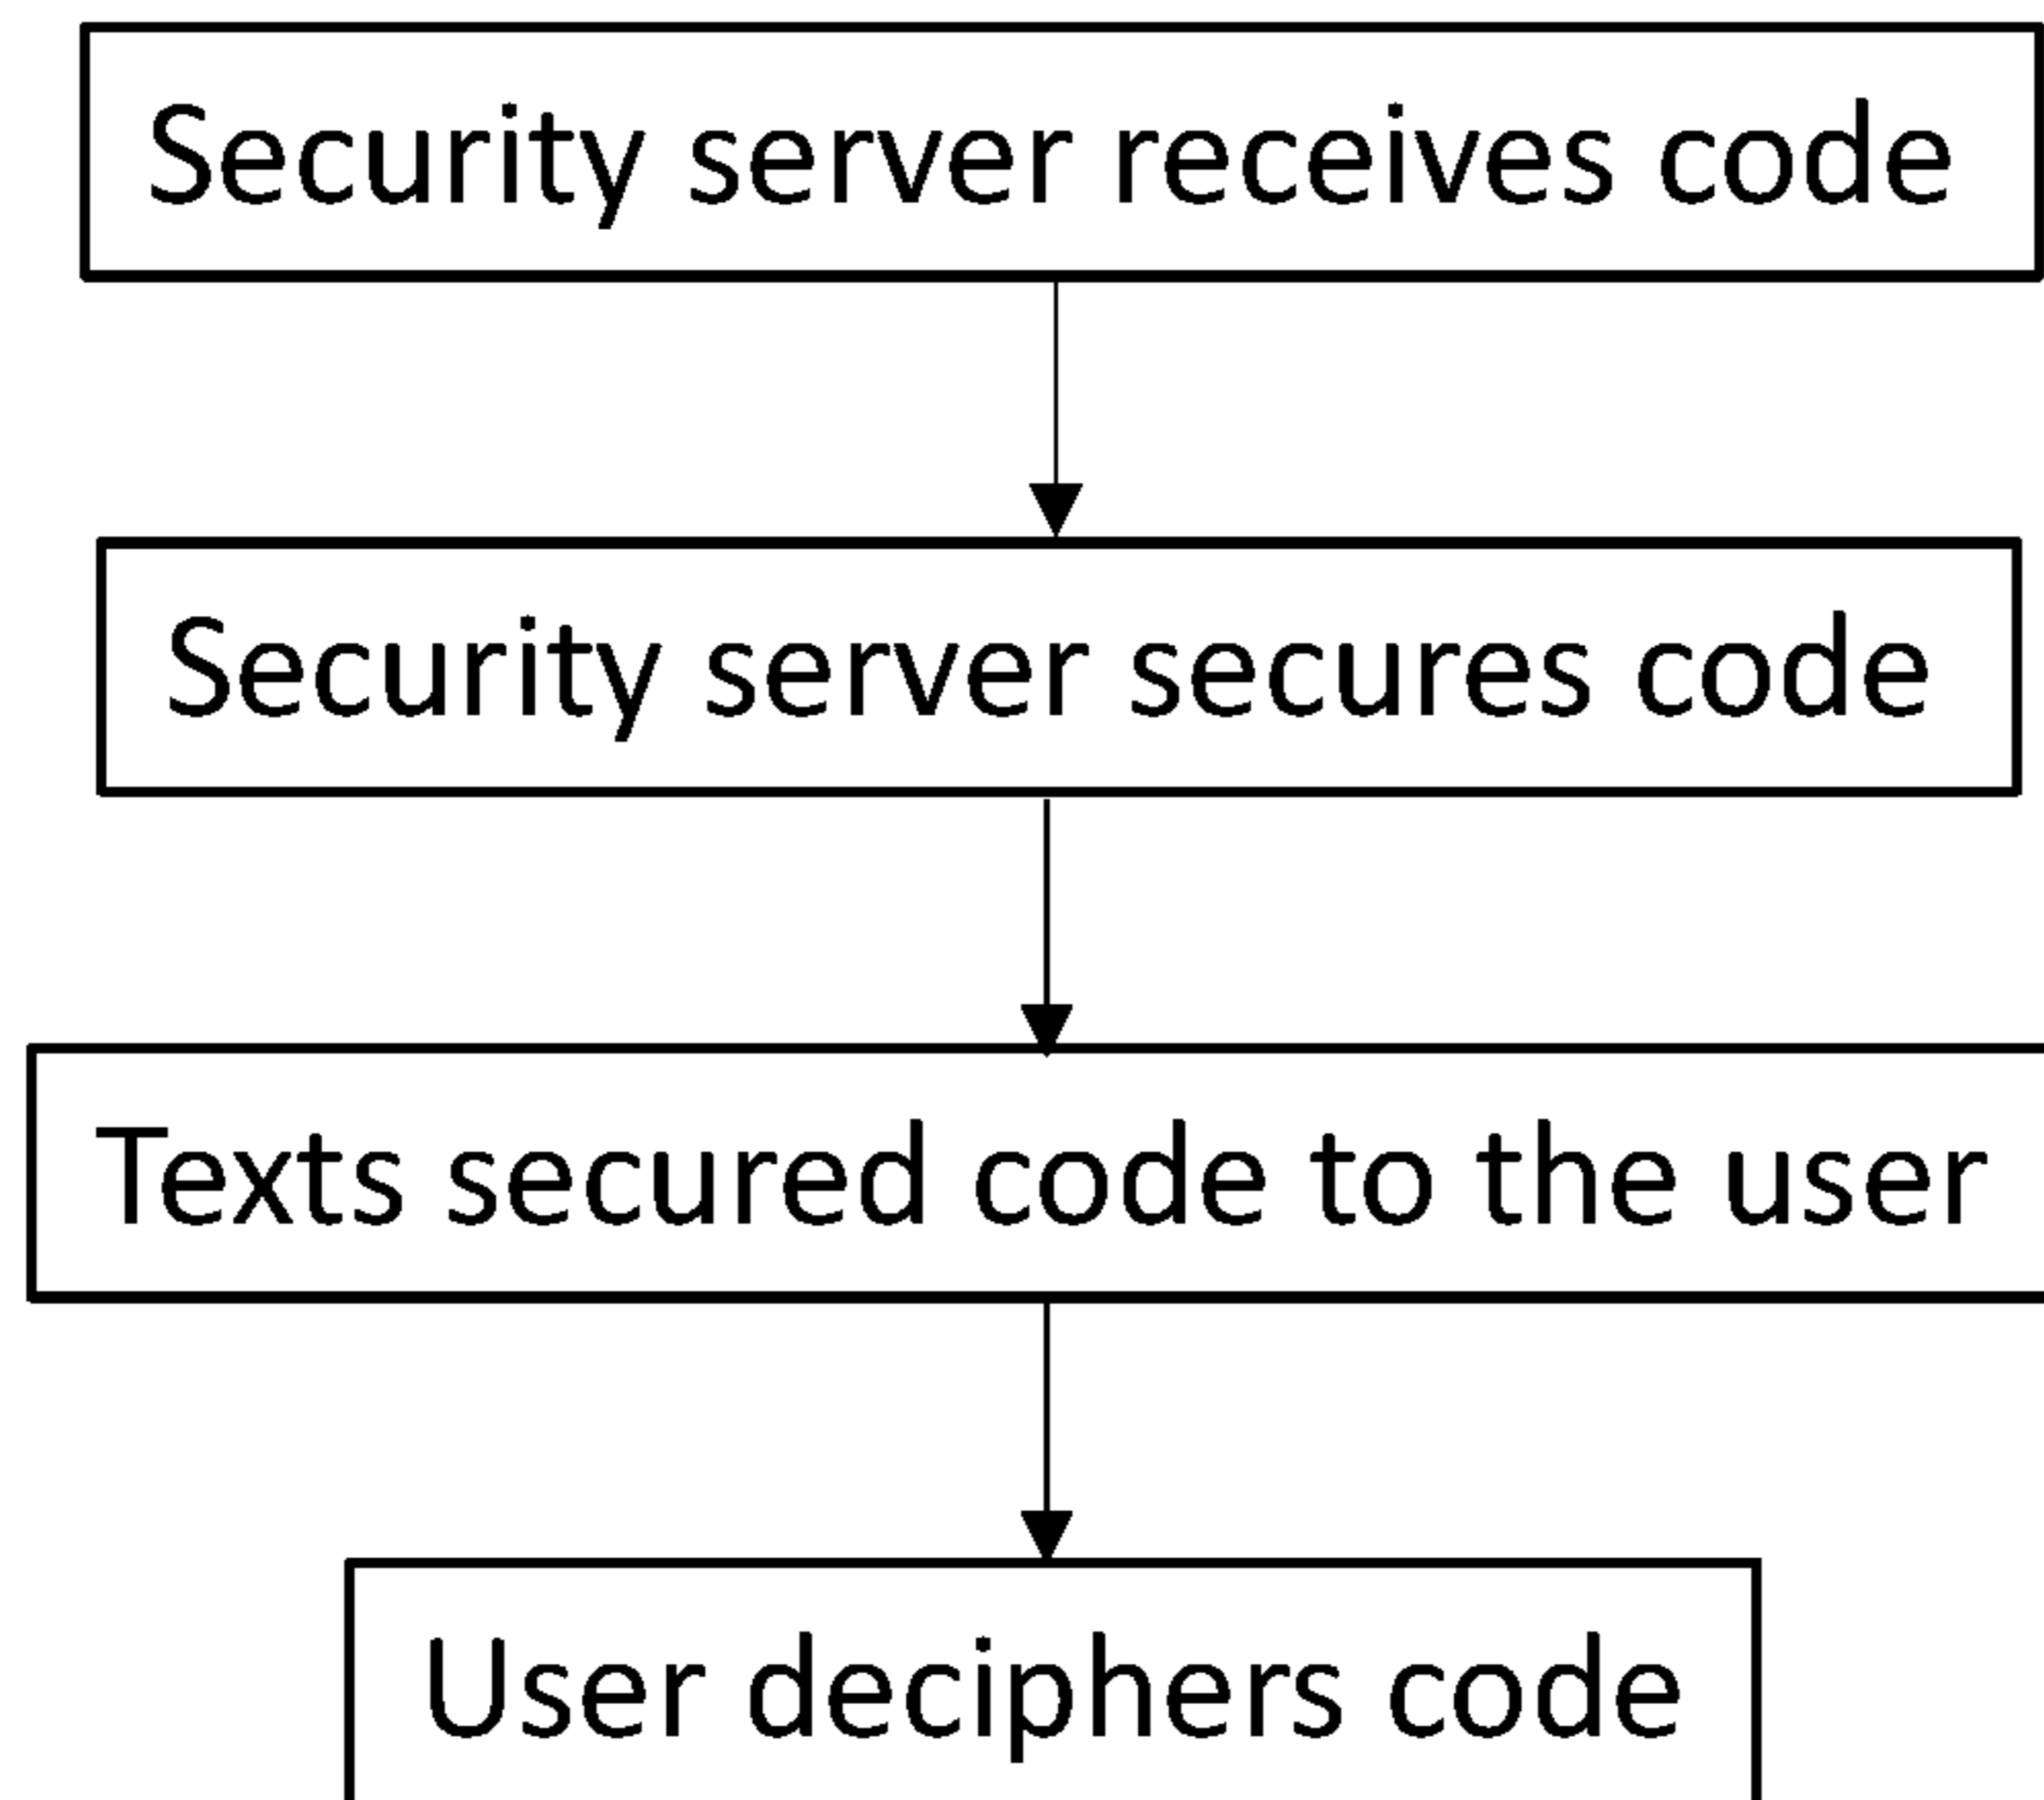 Security server receives code
Security server secures code
Texts secured code to the user
User deciphers code